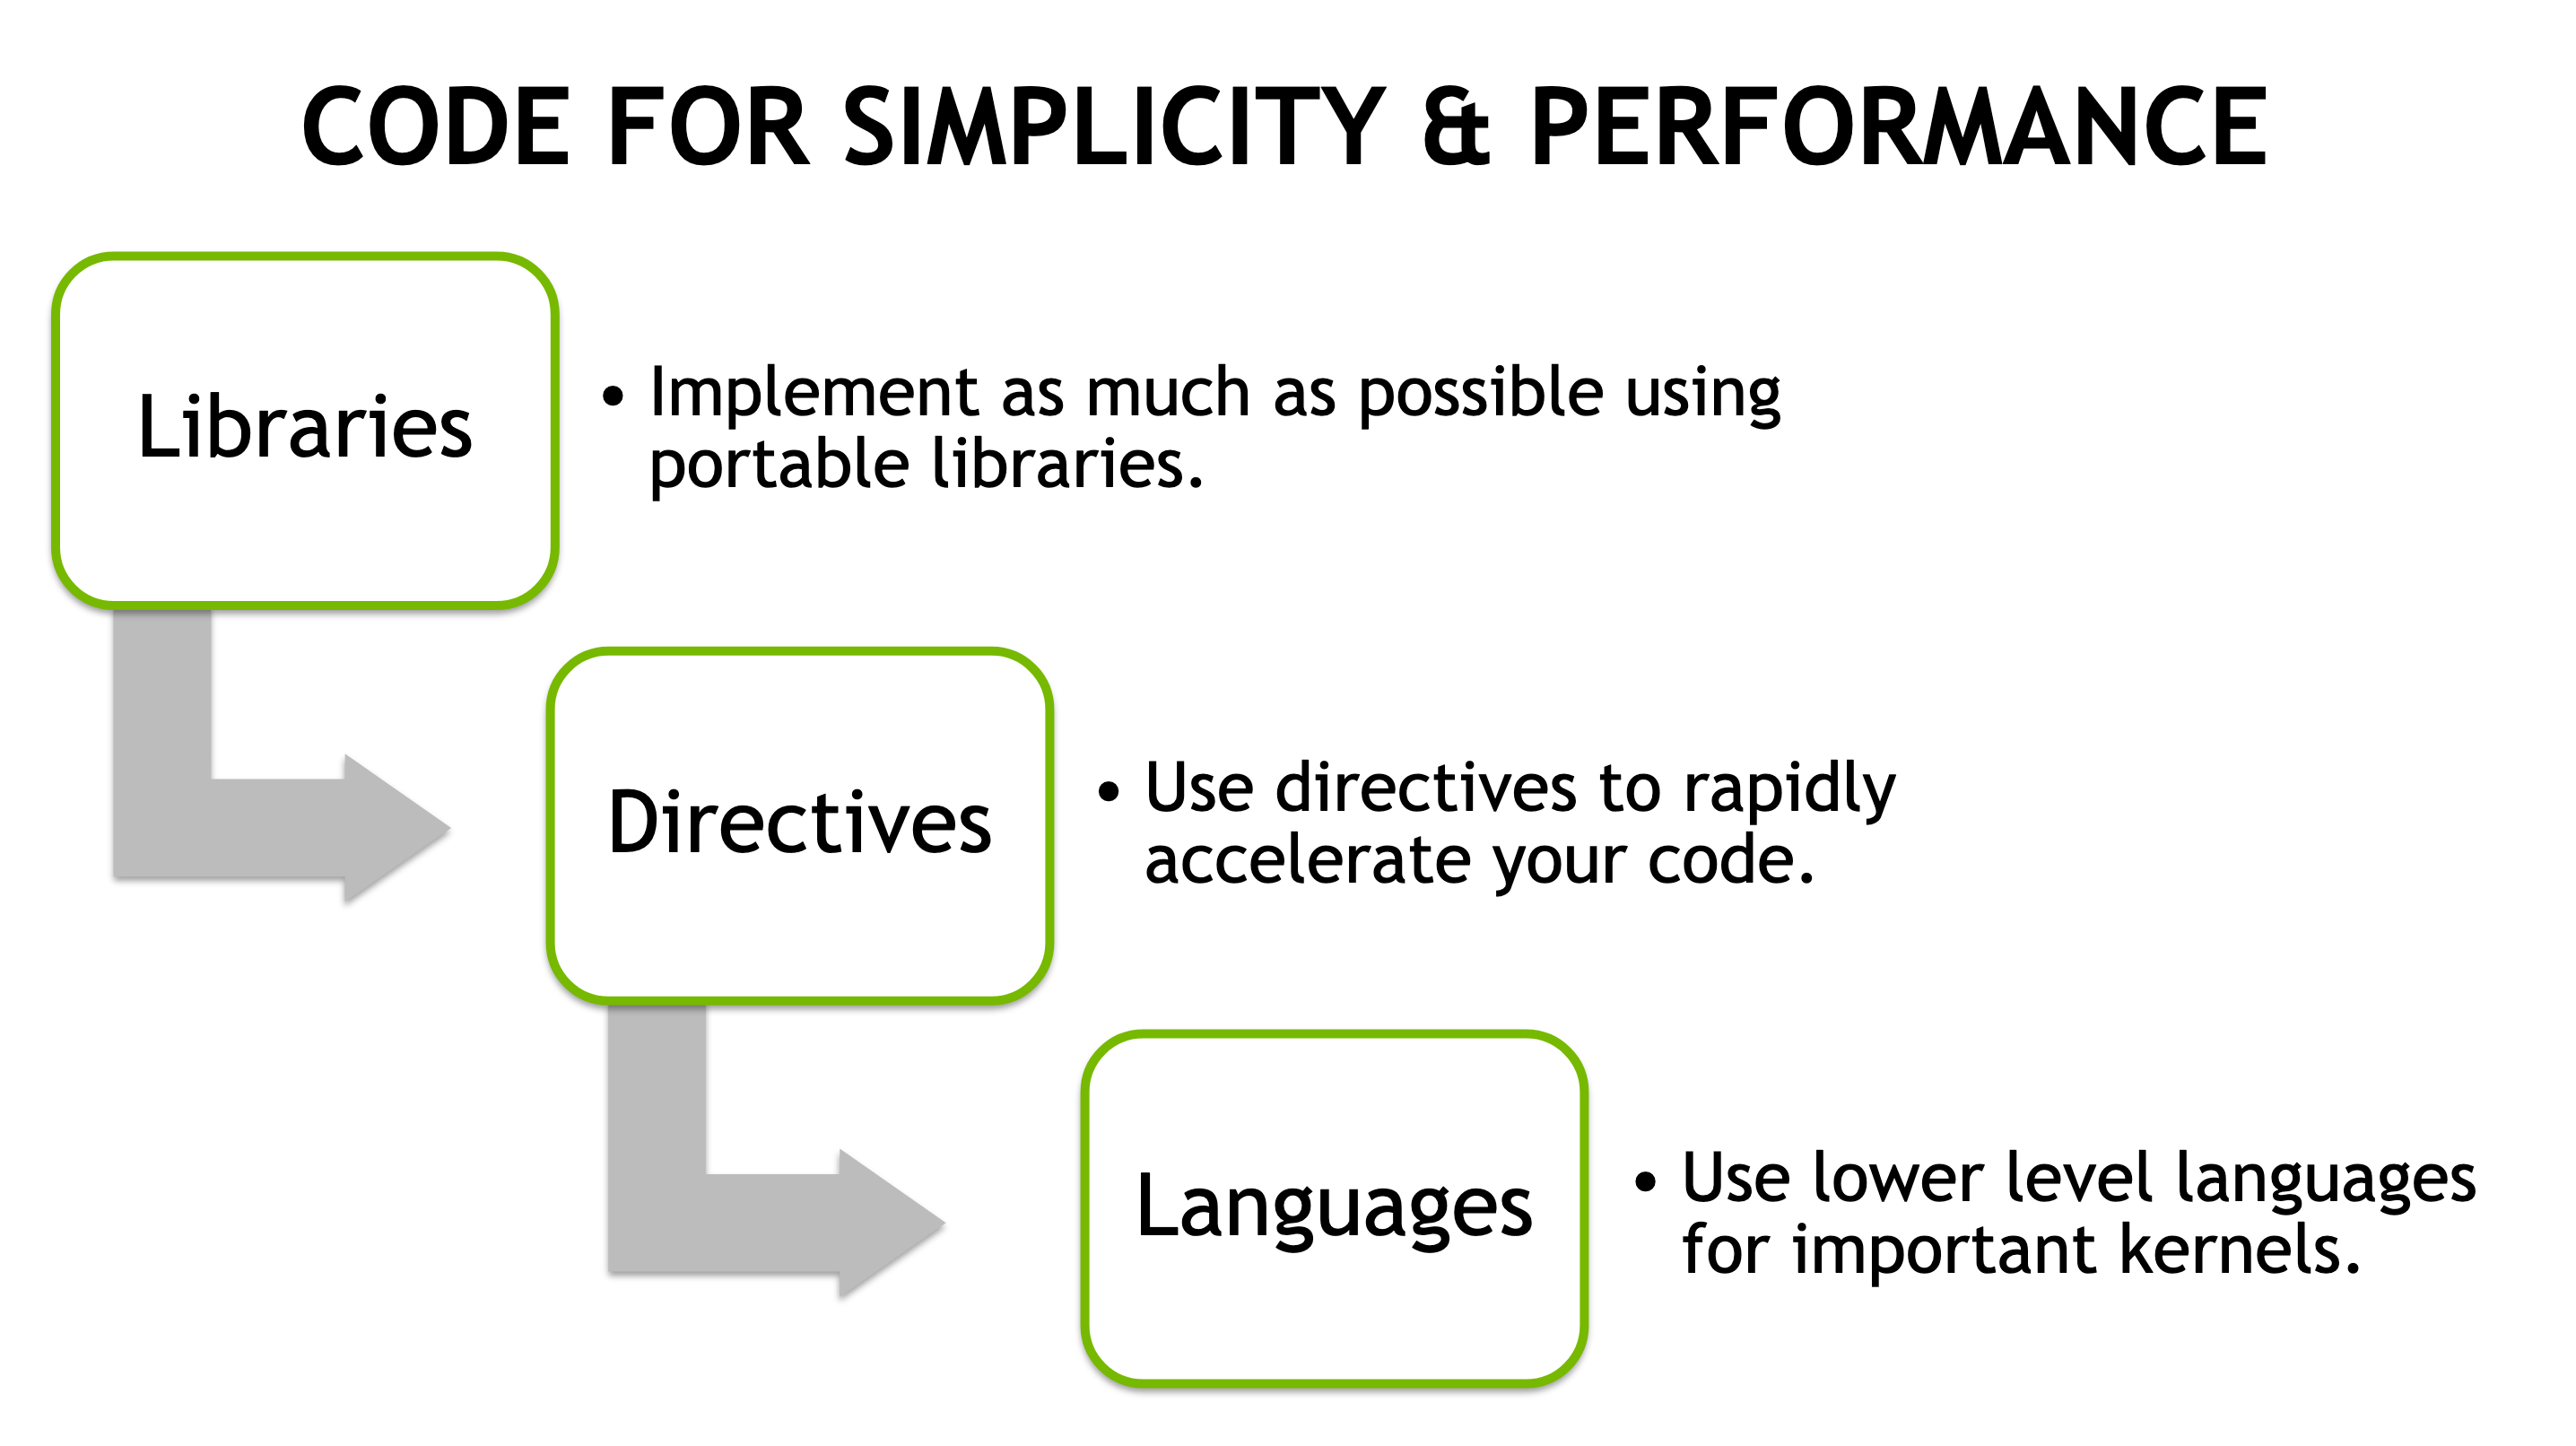 CODE FOR SIMPLICITY & PERFORMANCE
Libraries
• Implement as much as possible using
portable libraries.
Directives
• Use directives to rapidly
accelerate your code.
Languages
• Use lower level languages
for important kernels.